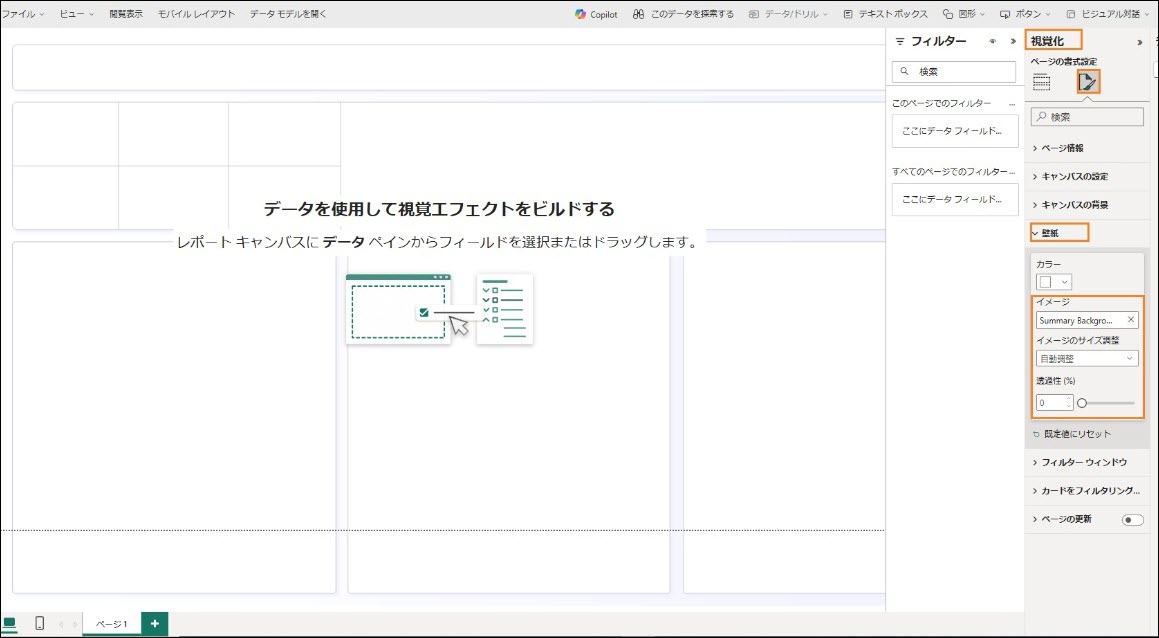 ファイル ビュー 閲覧表示 モバイル レイアウト データ モデルを開く Copilot このデータを探索する データ/ドリル テキストボックス 図形 ボタン ビジュアル対話
データを使用して視覚エフェクトをビルドする
レポート キャンバスに データ ペインからフィールドを選択またはドラッグします。
フィルター
検索
このページでのフィルター ...
ここにデータ フィールド...
すべてのページでのフィルター...
ここにデータ フィールド...
視覚化
ページの書式設定
検索
ページ情報
キャンバスの設定
キャンバスの背景
壁紙
カラー
イメージ
Summary Backgro...
イメージのサイズ調整
自動調整
透過性 (%)
0
既定値にリセット
フィルター ウィンドウ
カードをフィルタリング...
ページの更新
ページ1